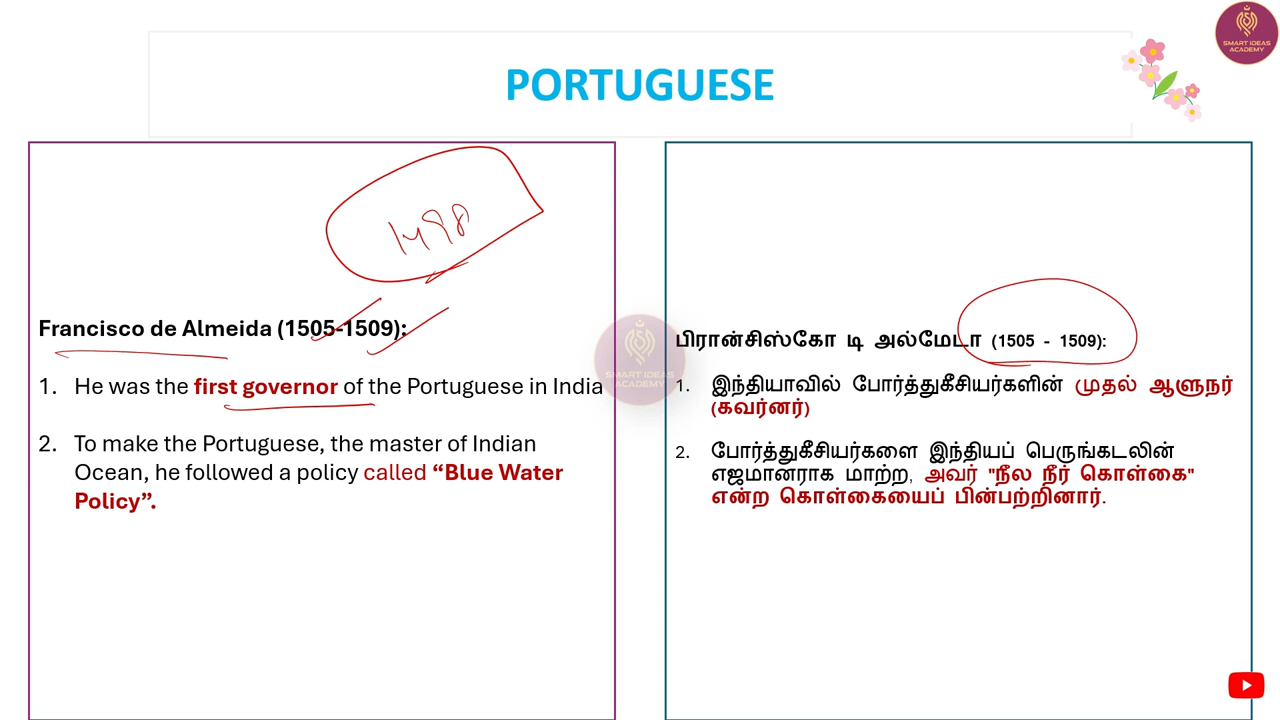 SMART IDEAS
ACADEMY
PORTUGUESE
1498
Francisco de Almeida (1505-1509):
1. He was the first governor of the Portuguese in India
2. To make the Portuguese, the master of Indian
Ocean, he followed a policy called “Blue Water
Policy”.
SMART IDEAS
ACADEMY
பிரான்சிஸ்கோ டி அல்மேடா (1505 - 1509):
1. இந்தியாவில் போர்த்துகீசியர்களின் முதல் ஆளுநர்
(கவர்னர்)
2. போர்த்துகீசியர்களை இந்தியப் பெருங்கடலின்
எஜமானராக மாற்ற, அவர் "நீல நீர் கொள்கை"
என்ற கொள்கையைப் பின்பற்றினார்.